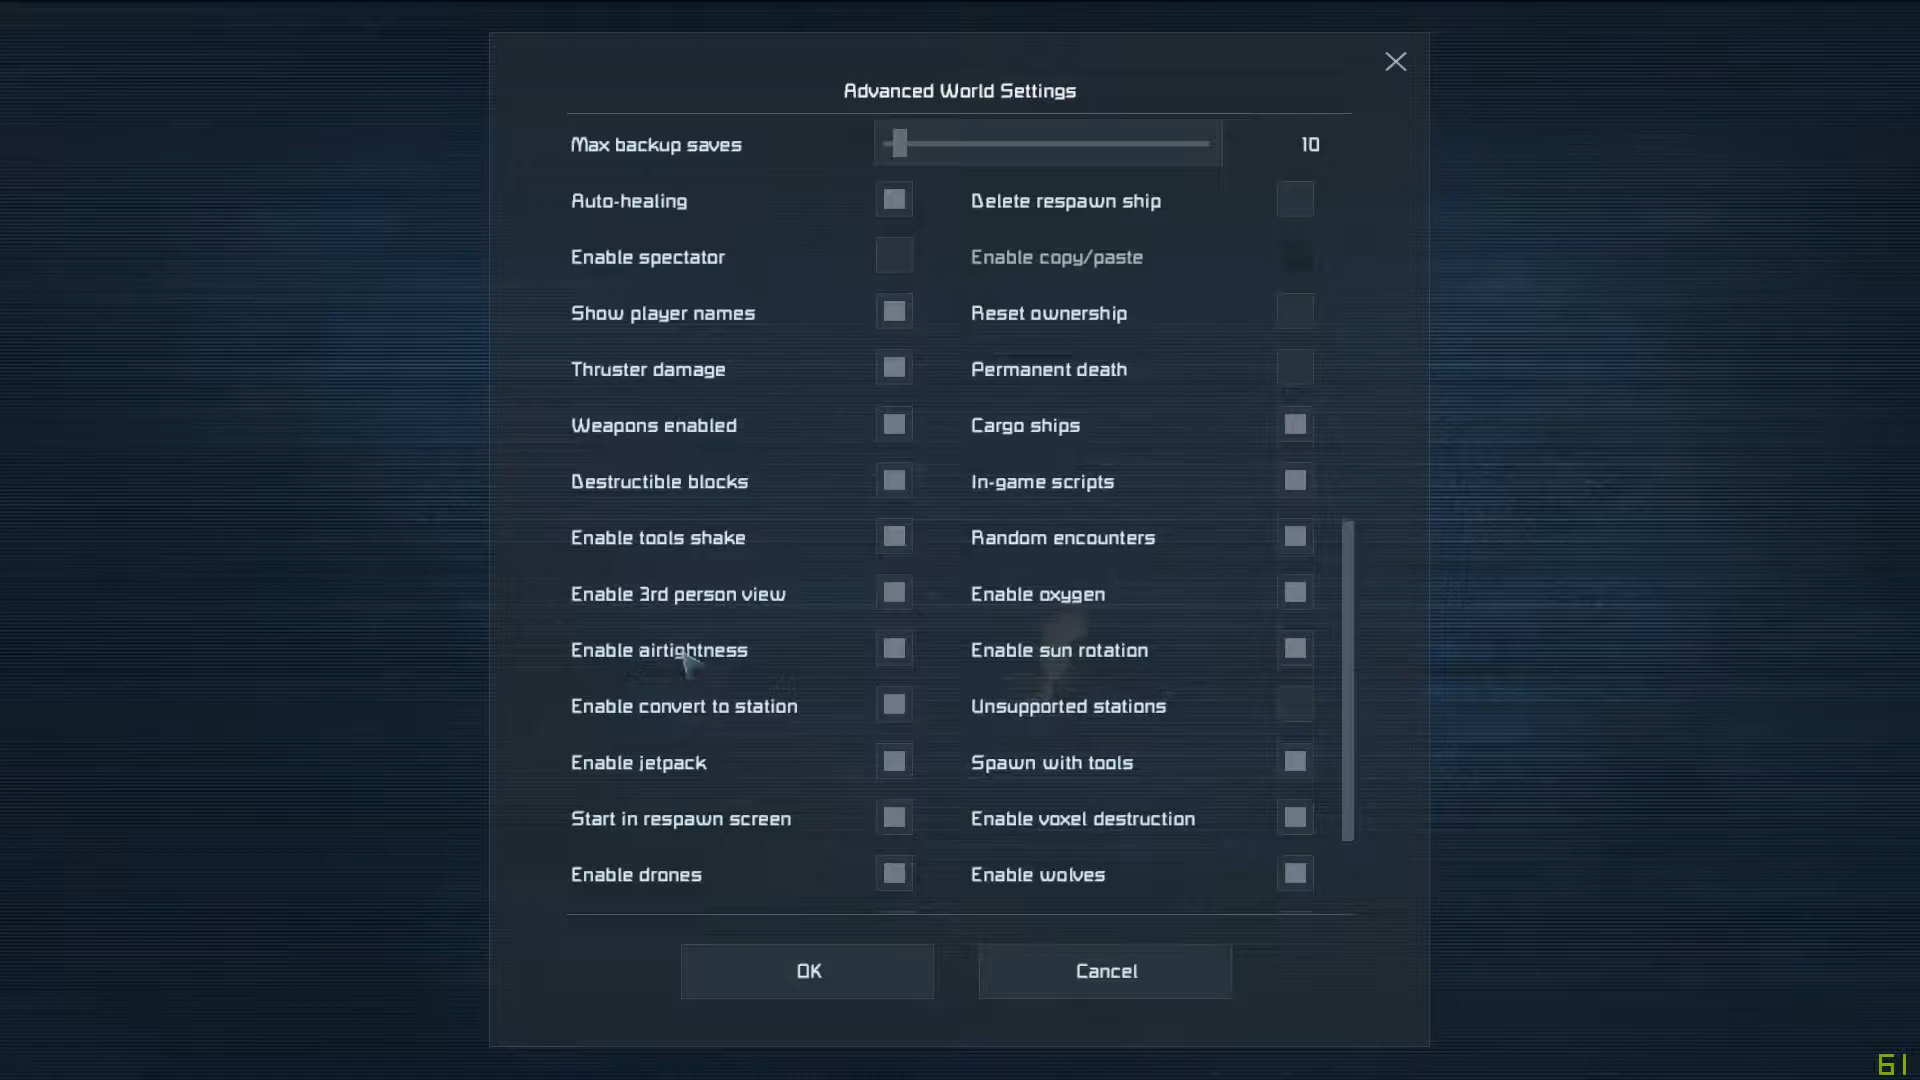 Advanced World Settings
Max backup saves 10
Auto-healing Delete respawn ship
Enable spectator Enable copy/paste
Show player names Reset ownership
Thruster damage Permanent death
Weapons enabled Cargo ships
Destructible blocks In-game scripts
Enable tools shake Random encounters
Enable 3rd person view Enable oxygen
Enable airtightness Enable sun rotation
Enable convert to station Unsupported stations
Enable jetpack Spawn with tools
Start in respawn screen Enable voxel destruction
Enable drones Enable wolves
OK Cancel
61